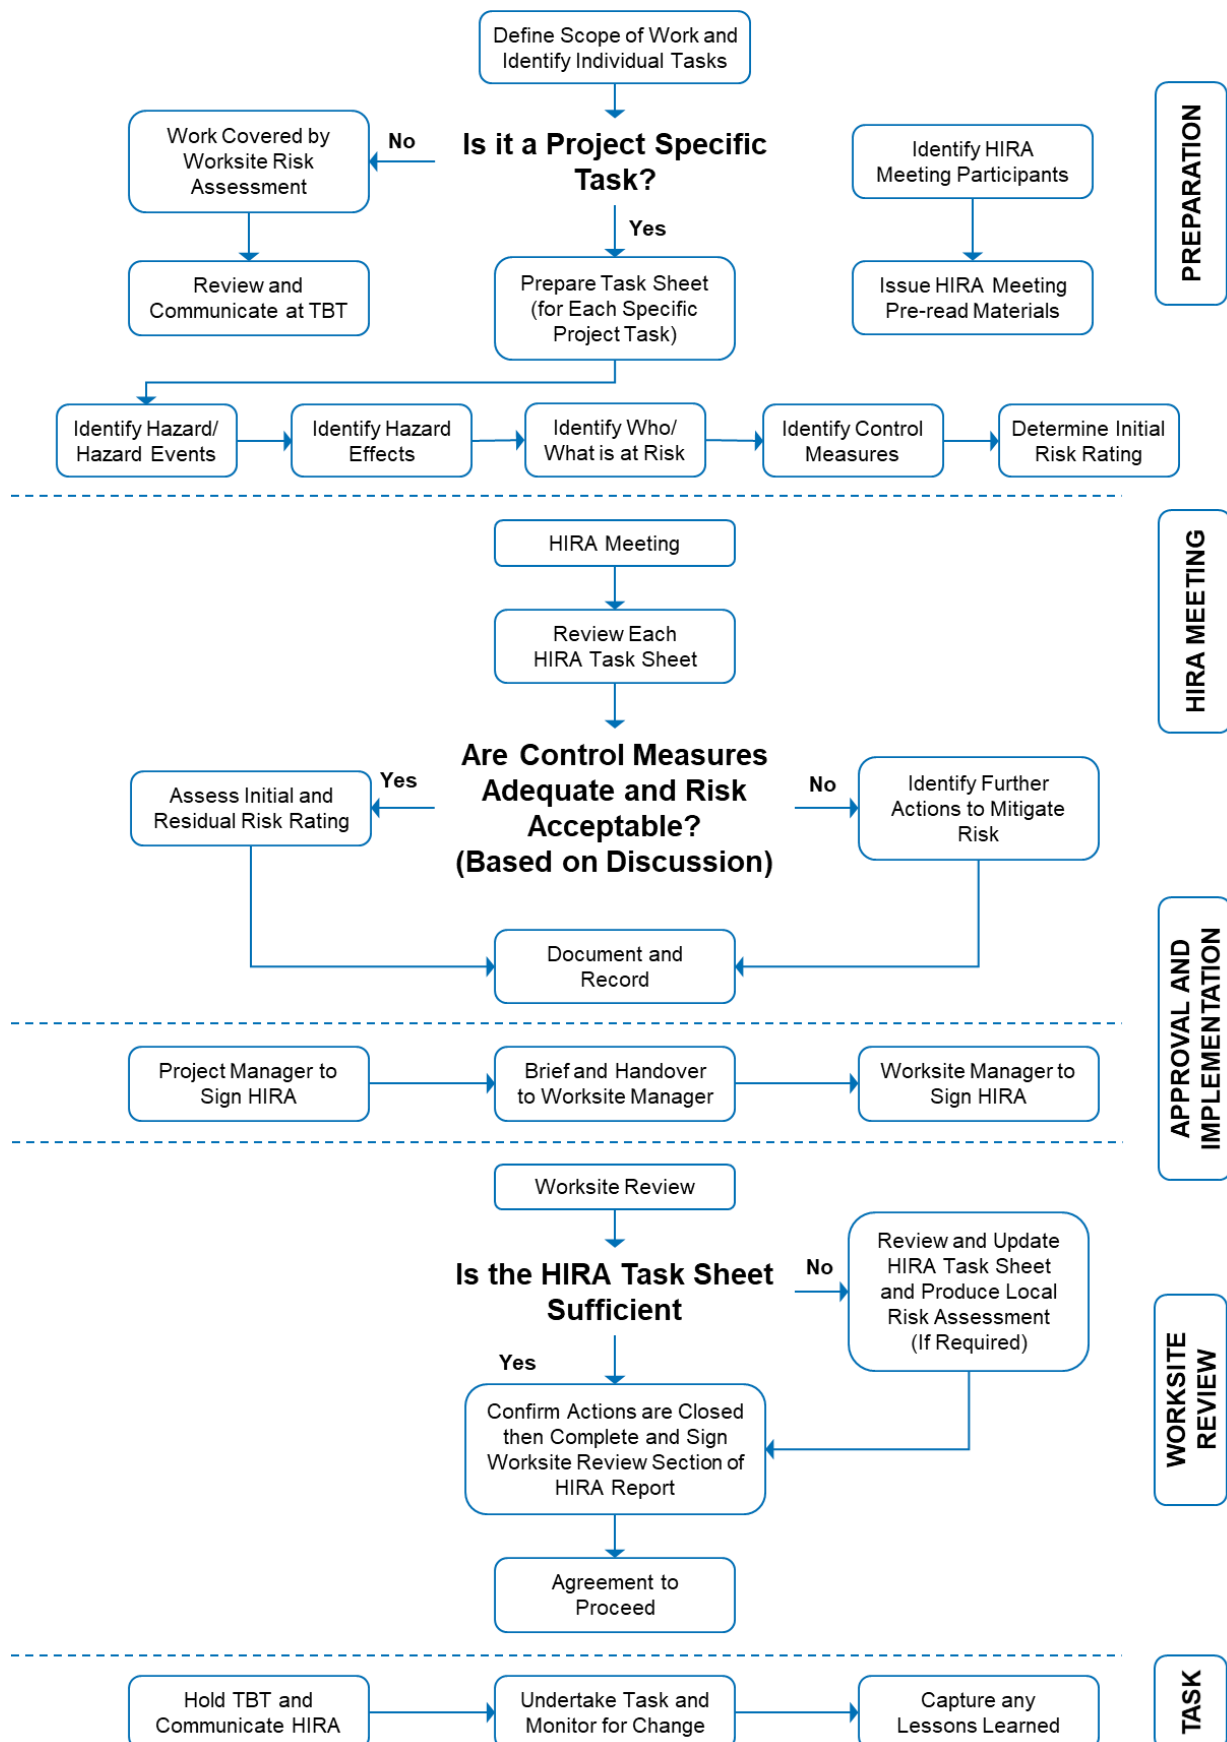 Define Scope of Work and
Identify Individual Tasks
Work Covered by
Worksite Risk
Assessment
No
Is it a Project Specific
Task?
Identify HIRA
Meeting Participants
PREPARATION
Yes
Review and
Communicate at TBT
Prepare Task Sheet
(for Each Specific
Project Task)
Issue HIRA Meeting
Pre-read Materials
Identify Hazard/
Hazard Events
Identify Hazard
Effects
Identify Who/
What is at Risk
Identify Control
Measures
Determine Initial
Risk Rating
HIRA MEETING
HIRA Meeting
Review Each
HIRA Task Sheet
Are Control Measures
Adequate and Risk
Acceptable?
(Based on Discussion)
Yes
Assess Initial and
Residual Risk Rating
No
Identify Further
Actions to Mitigate
Risk
Document and
Record
APPROVAL AND
IMPLEMENTATION
Project Manager to
Sign HIRA
Brief and Handover
to Worksite Manager
Worksite Manager to
Sign HIRA
Worksite Review
Is the HIRA Task Sheet
Sufficient
No
Review and Update
HIRA Task Sheet
and Produce Local
Risk Assessment
(If Required)
WORKSITE
REVIEW
Yes
Confirm Actions are Closed
then Complete and Sign
Worksite Review Section of
HIRA Report
Agreement to
Proceed
Hold TBT and
Communicate HIRA
Undertake Task and
Monitor for Change
Capture any
Lessons Learned
TASK